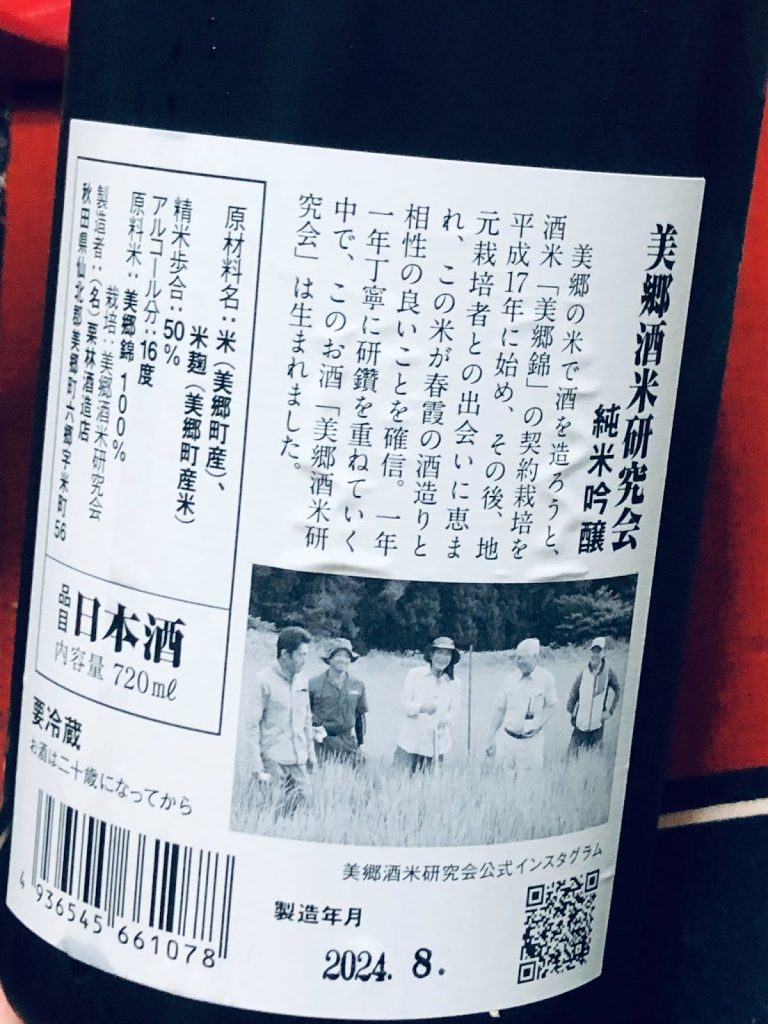 美郷酒米研究会
純米吟醸
美郷の米で酒を造ろうと、
酒米「美郷錦」の契約栽培を
平成17年に始め、その後、地
元栽培者との出会いに恵ま
れ、この米が春霞の酒造りと
相性の良いことを確信。一年
一年丁寧に研鑽を重ねていく
中で、このお酒「美郷酒米研
究会」は生まれました。
原材料名：米（美郷町産）、
米麹（美郷町産米）
精米歩合：50％
アルコール分：16度
原料米：美郷錦 100％
栽培：美郷酒米研究会
製造者：（名）栗林酒造店
秋田県仙北郡美郷町六郷字米町56
品目 日本酒
内容量 720mℓ
要冷蔵
お酒は二十歳になってから
4 936545 661078
美郷酒米研究会公式インスタグラム
製造年月
2024. 8.